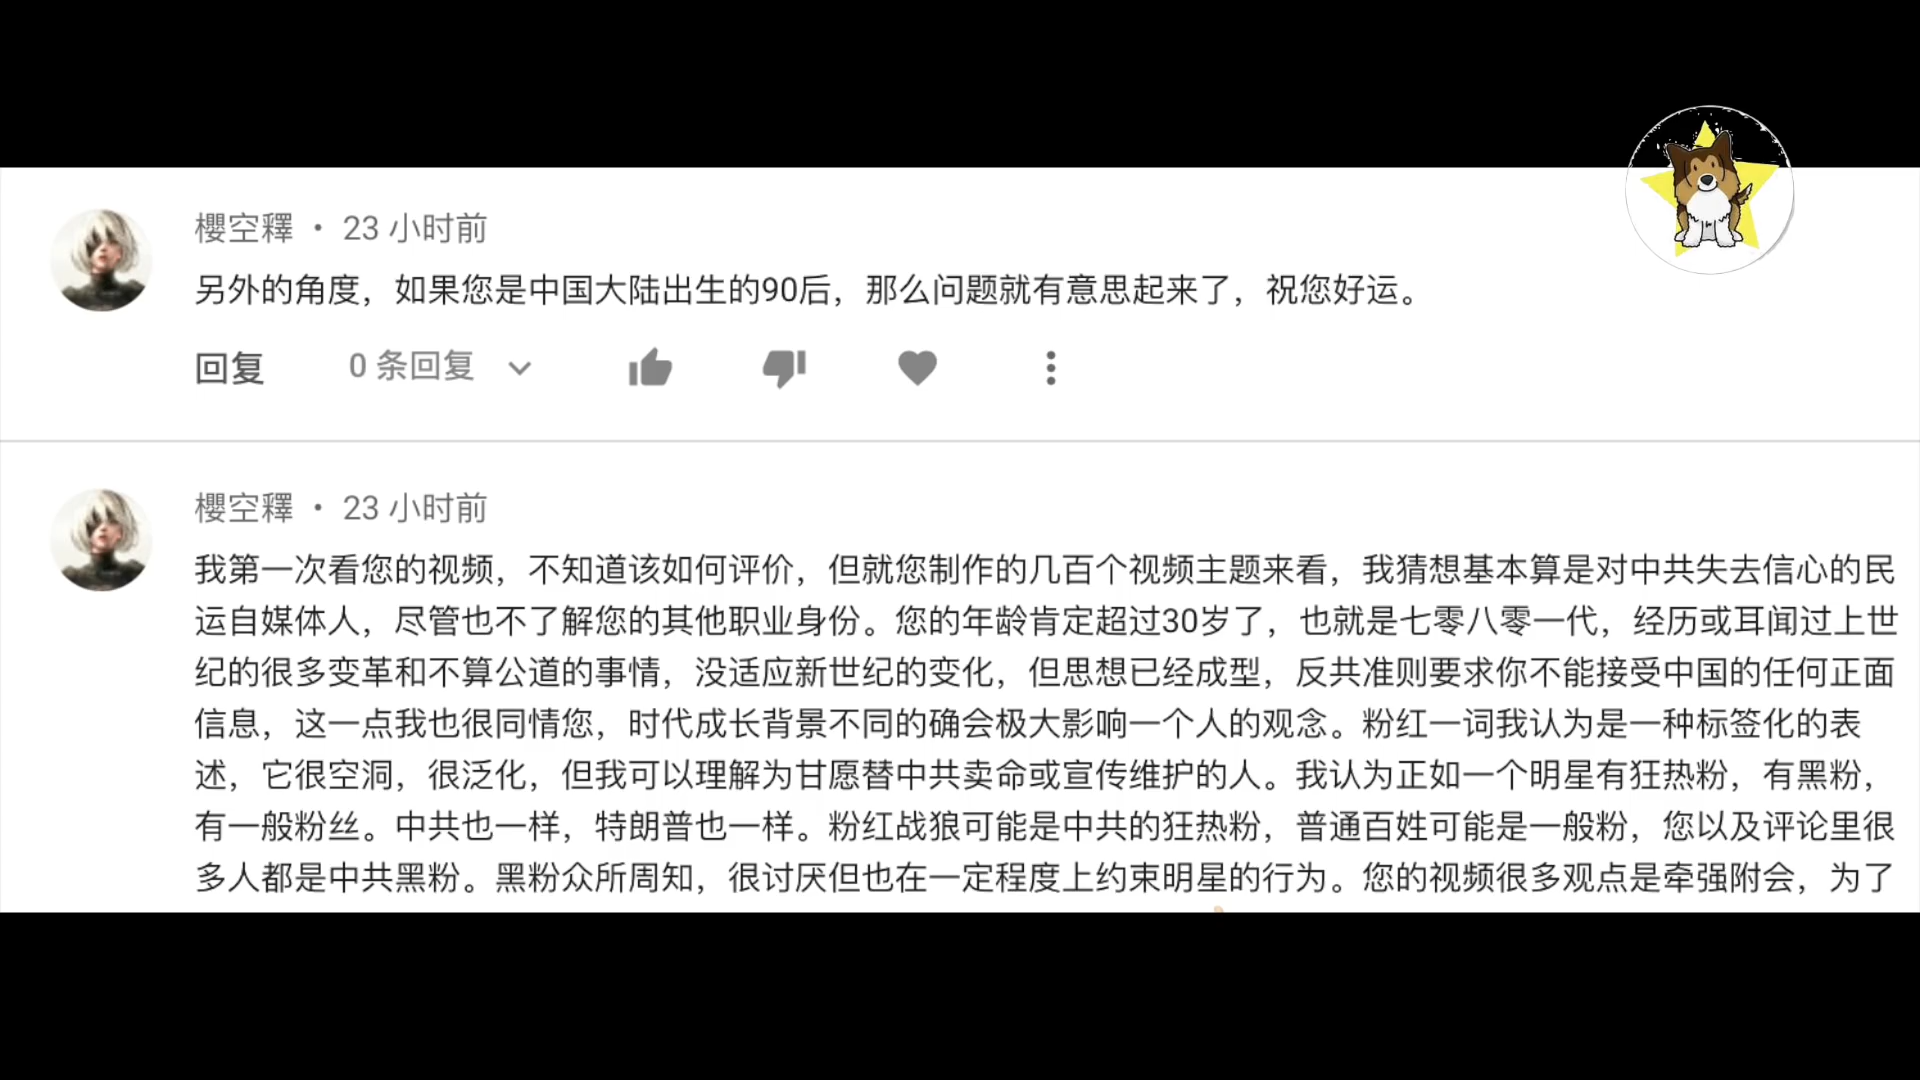 櫻空釋 • 23 小时前
另外的角度，如果您是中国大陆出生的90后，那么问题就有意思起来了，祝您好运。
回复 0 条回复
櫻空釋 • 23 小时前
我第一次看您的视频，不知道该如何评价，但就您制作的几百个视频主题来看，我猜想基本算是对中共失去信心的民
运自媒体人，尽管也不了解您的其他职业身份。您的年龄肯定超过30岁了，也就是七零八零一代，经历或耳闻过上世
纪的很多变革和不算公道的事情，没适应新世纪的变化，但思想已经成型，反共准则要求你不能接受中国的任何正面
信息，这一点我也很同情您，时代成长背景不同的确会极大影响一个人的观念。粉红一词我认为是一种标签化的表
述，它很空洞，很泛化，但我可以理解为甘愿替中共卖命或宣传维护的人。我认为正如一个明星有狂热粉，有黑粉，
有一般粉丝。中共也一样，特朗普也一样。粉红战狼可能是中共的狂热粉，普通百姓可能是一般粉，您以及评论里很
多人都是中共黑粉。黑粉众所周知，很讨厌但也在一定程度上约束明星的行为。您的视频很多观点是牵强附会，为了